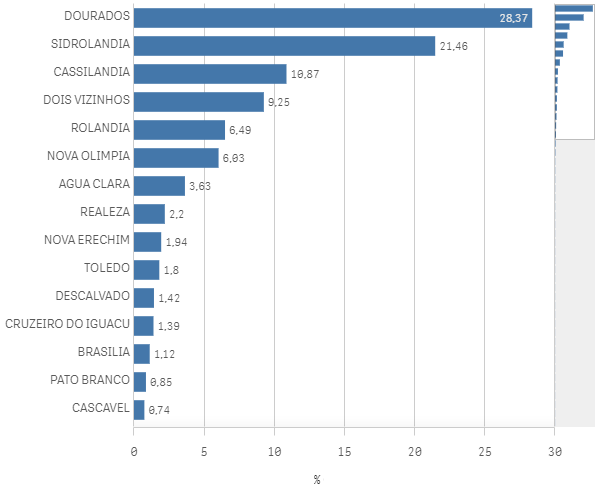 DOURADOS 28,37
SIDROLANDIA 21,46
CASSILANDIA 10,87
DOIS VIZINHOS 9,25
ROLANDIA 6,49
NOVA OLIMPIA 6,03
AGUA CLARA 3,63
REALEZA 2,2
NOVA ERECHIM 1,94
TOLEDO 1,8
DESCALVADO 1,42
CRUZEIRO DO IGUACU 1,39
BRASILIA 1,12
PATO BRANCO 0,85
CASCAVEL 0,74
0 5 10 15 20 25 30
%